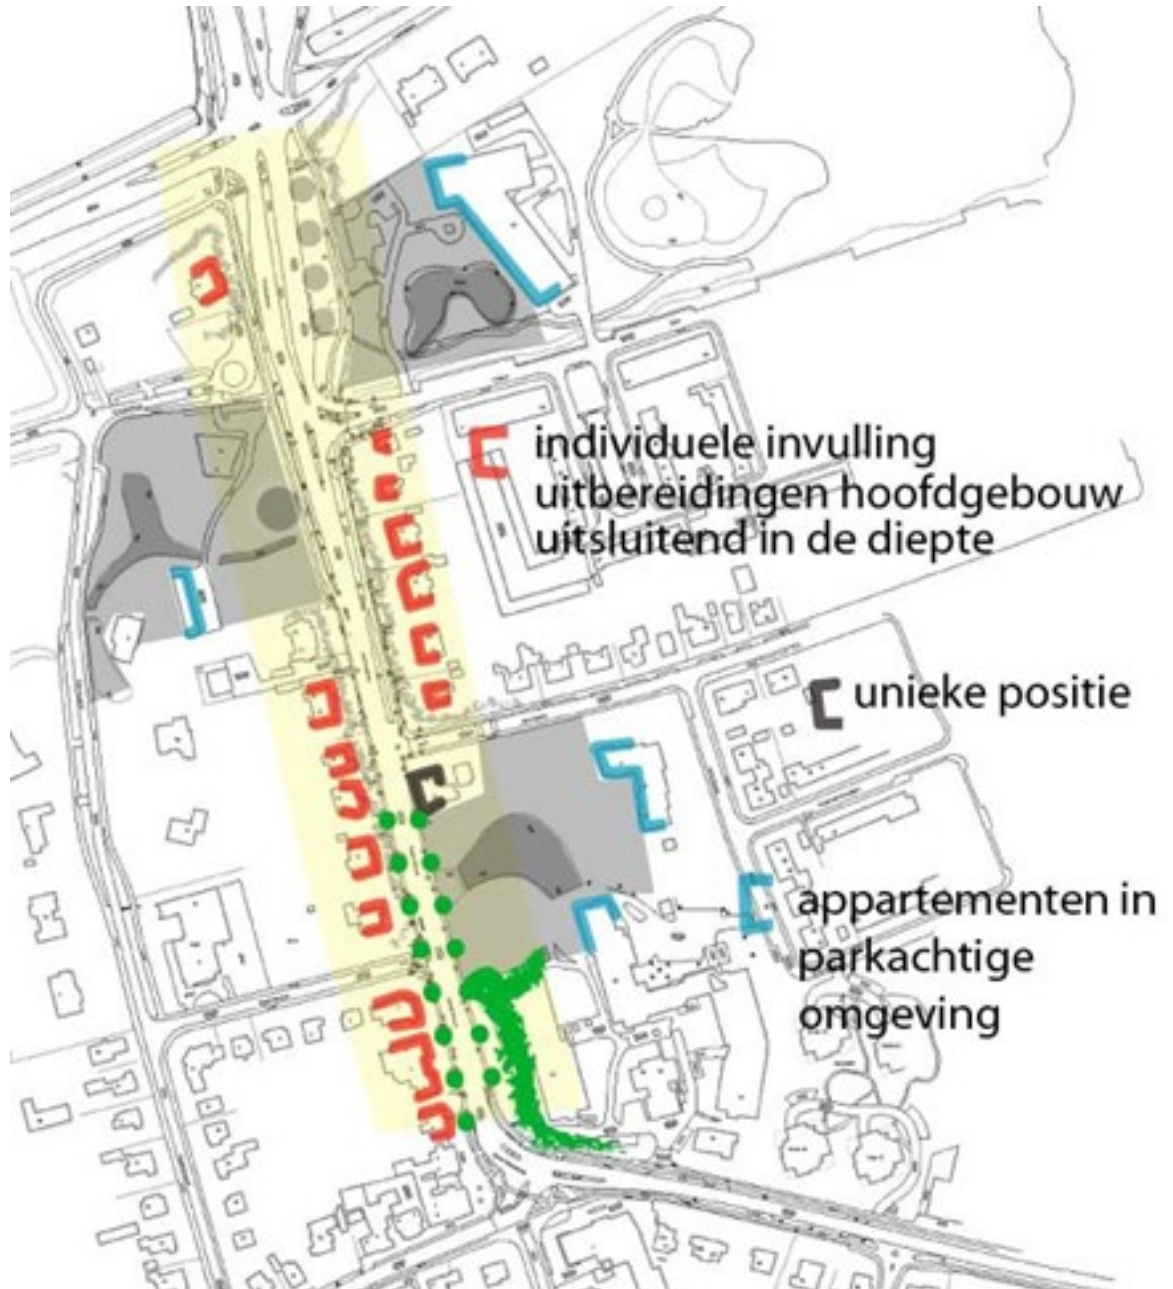 individuele invulling
uitbereidingen hoofdgebouw
uitsluitend in de diepte
unieke positie
appartementen in
parkachtige
omgeving